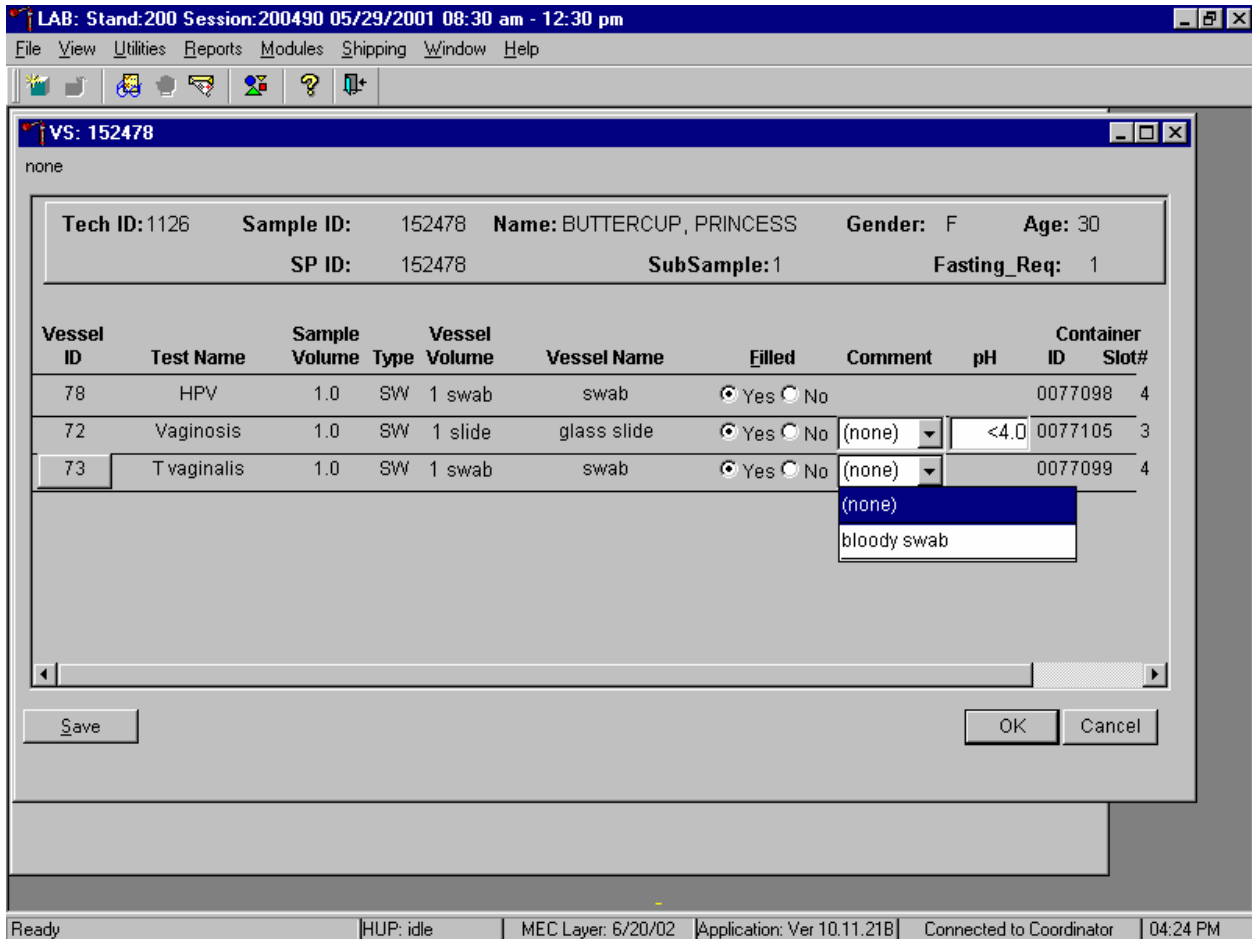 LAB: Stand:200 Session:200490 05/29/2001 08:30 am - 12:30 pm
File View Utilities Reports Modules Shipping Window Help
VS: 152478
none
Tech ID: 1126 Sample ID: 152478 Name: BUTTERCUP, PRINCESS Gender: F Age: 30
SP ID: 152478 SubSample: 1 Fasting_Req: 1
Vessel Sample Vessel Container
ID Test Name Volume Type Volume Vessel Name Filled Comment pH ID Slot#
78 HPV 1.0 SW 1 swab swab Yes No 0077098 4
72 Vaginosis 1.0 SW 1 slide glass slide Yes No (none) <4.0 0077105 3
73 T vaginalis 1.0 SW 1 swab swab Yes No (none) 0077099 4
(none)
bloody swab
Save OK Cancel
Ready HUP: idle MEC Layer: 6/20/02 Application: Ver 10.11.21B Connected to Coordinator 04:24 PM